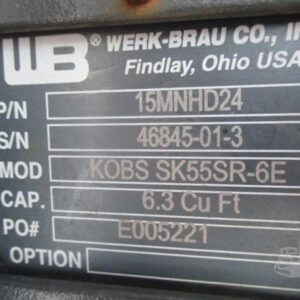 WB® WERK-BRAU CO., I
Findlay, Ohio USA
P/N 15MNHD24
S/N 46845-01-3
MOD KOBS SK55SR-6E
CAP. 6.3 Cu Ft
PO# E005221
OPTION